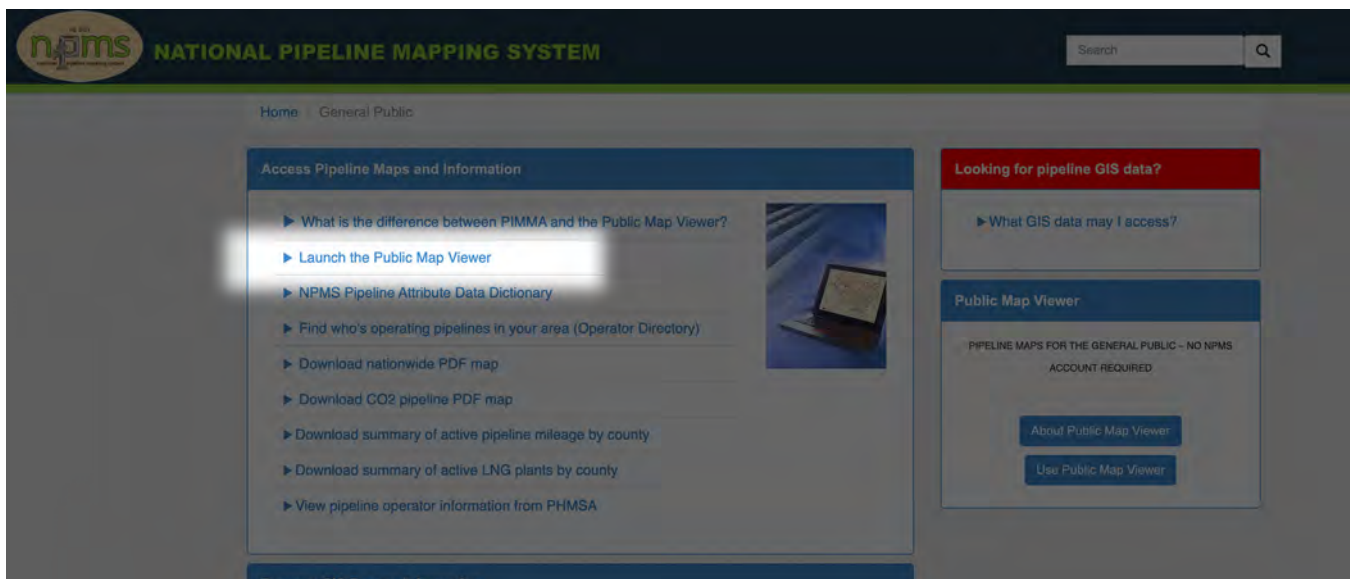 npms
NATIONAL PIPELINE MAPPING SYSTEM
Search
Home / General Public
Access Pipeline Maps and Information
What is the difference between PIMMA and the Public Map Viewer?
Launch the Public Map Viewer
NPMS Pipeline Attribute Data Dictionary
Find who's operating pipelines in your area (Operator Directory)
Download nationwide PDF map
Download CO2 pipeline PDF map
Download summary of active pipeline mileage by county
Download summary of active LNG plants by county
View pipeline operator information from PHMSA
Looking for pipeline GIS data?
What GIS data may I access?
Public Map Viewer
PIPELINE MAPS FOR THE GENERAL PUBLIC – NO NPMS
ACCOUNT REQUIRED
About Public Map Viewer
Use Public Map Viewer